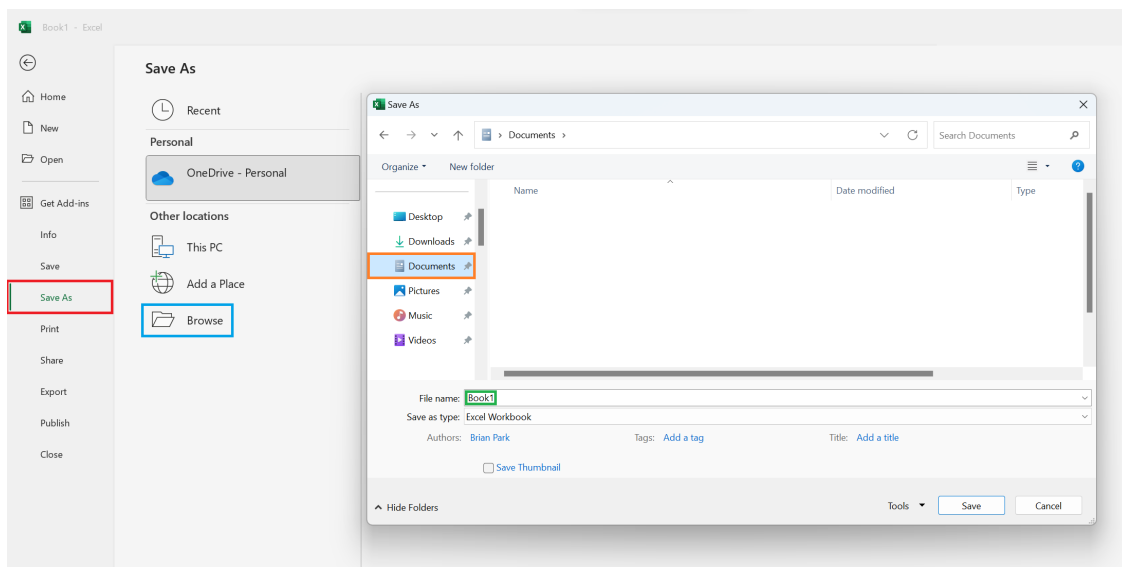 Book1 - Excel
Home
New
Open
Get Add-ins
Info
Save
Save As
Print
Share
Export
Publish
Close
Save As
Recent
Personal
OneDrive - Personal
Other locations
This PC
Add a Place
Browse
Save As
Documents
Search Documents
Organize
New folder
Name Date modified Type
Desktop
Downloads
Documents
Pictures
Music
Videos
File name: Book1
Save as type: Excel Workbook
Authors: Brian Park Tags: Add a tag Title: Add a title
Save Thumbnail
Hide Folders Tools Save Cancel